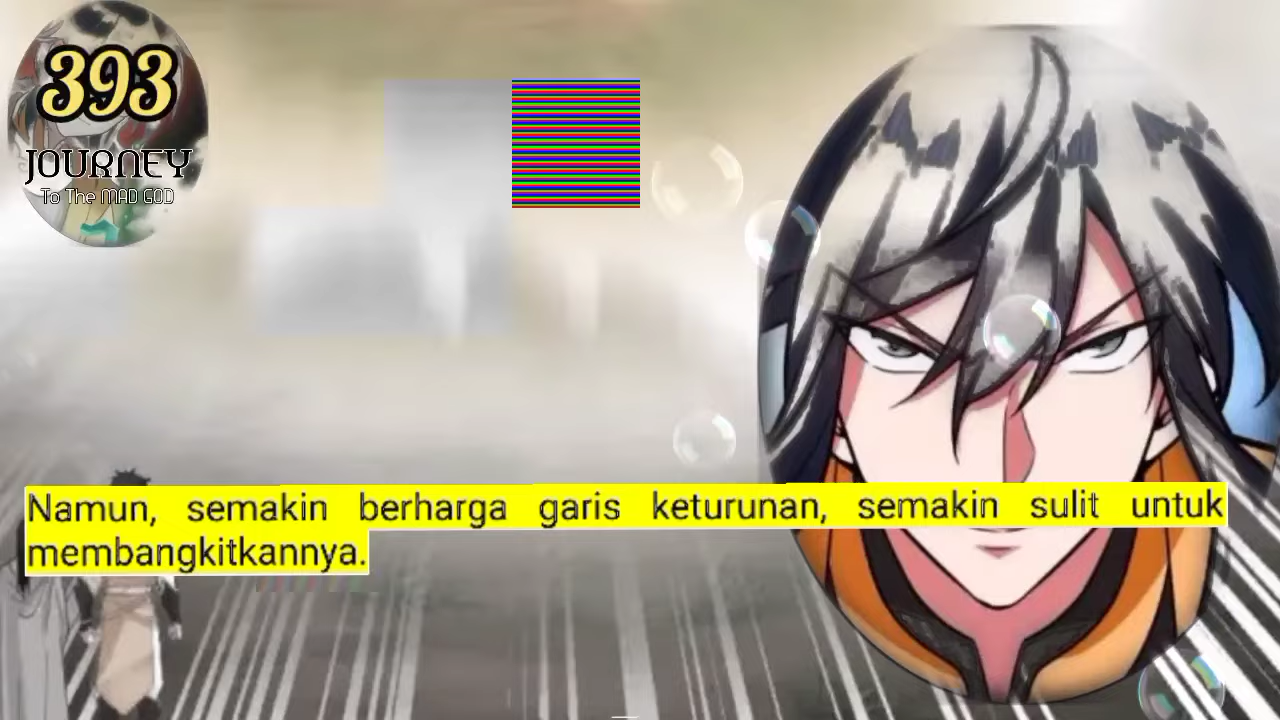 393
JOURNEY
To The MAD GOD
Namun, semakin berharga garis keturunan, semakin sulit untuk
membangkitkannya.